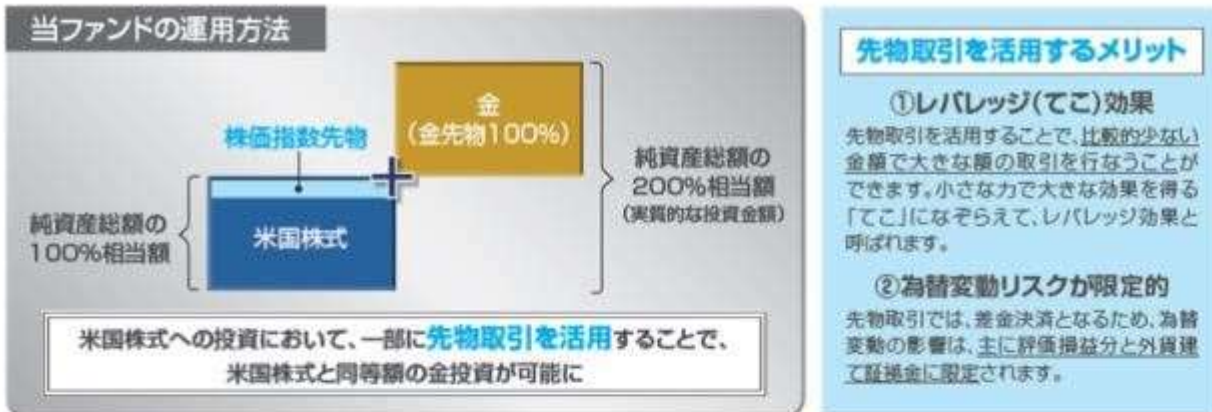 当ファンドの運用方法
金
(金先物100%)
株価指数先物
純資産総額の
200%相当額
(実質的な投資金額)
純資産総額の
100%相当額
米国株式
米国株式への投資において、一部に先物取引を活用することで、
米国株式と同等額の金投資が可能に
先物取引を活用するメリット
①レバレッジ(てこ)効果
先物取引を活用することで、比較的少ない
金額で大きな額の取引を行なうことが
できます。小さな力で大きな効果を得る
「てこ」になぞらえて、レバレッジ効果と
呼ばれます。
②為替変動リスクが限定的
先物取引では、差金決済となるため、為替
変動の影響は、主に評価損益分と外貨建
て証拠金に限定されます。